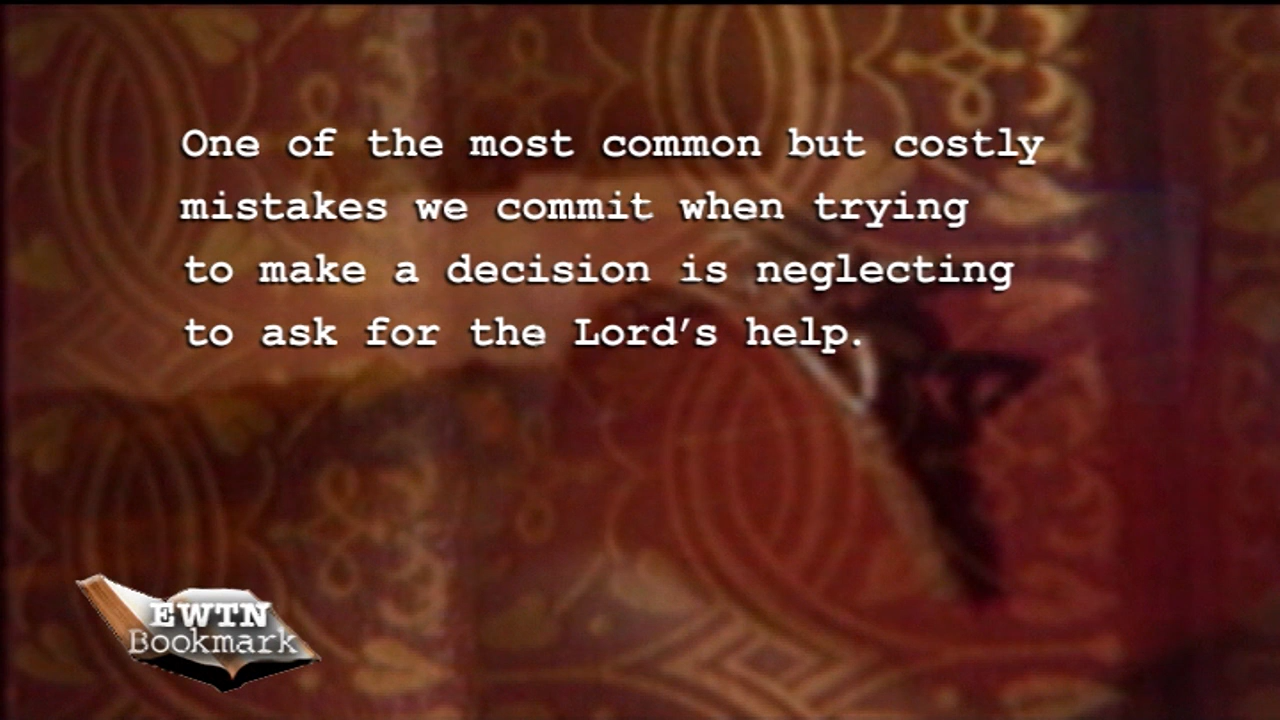 One of the most common but costly
mistakes we commit when trying
to make a decision is neglecting
to ask for the Lord's help.
EWTN
Bookmark